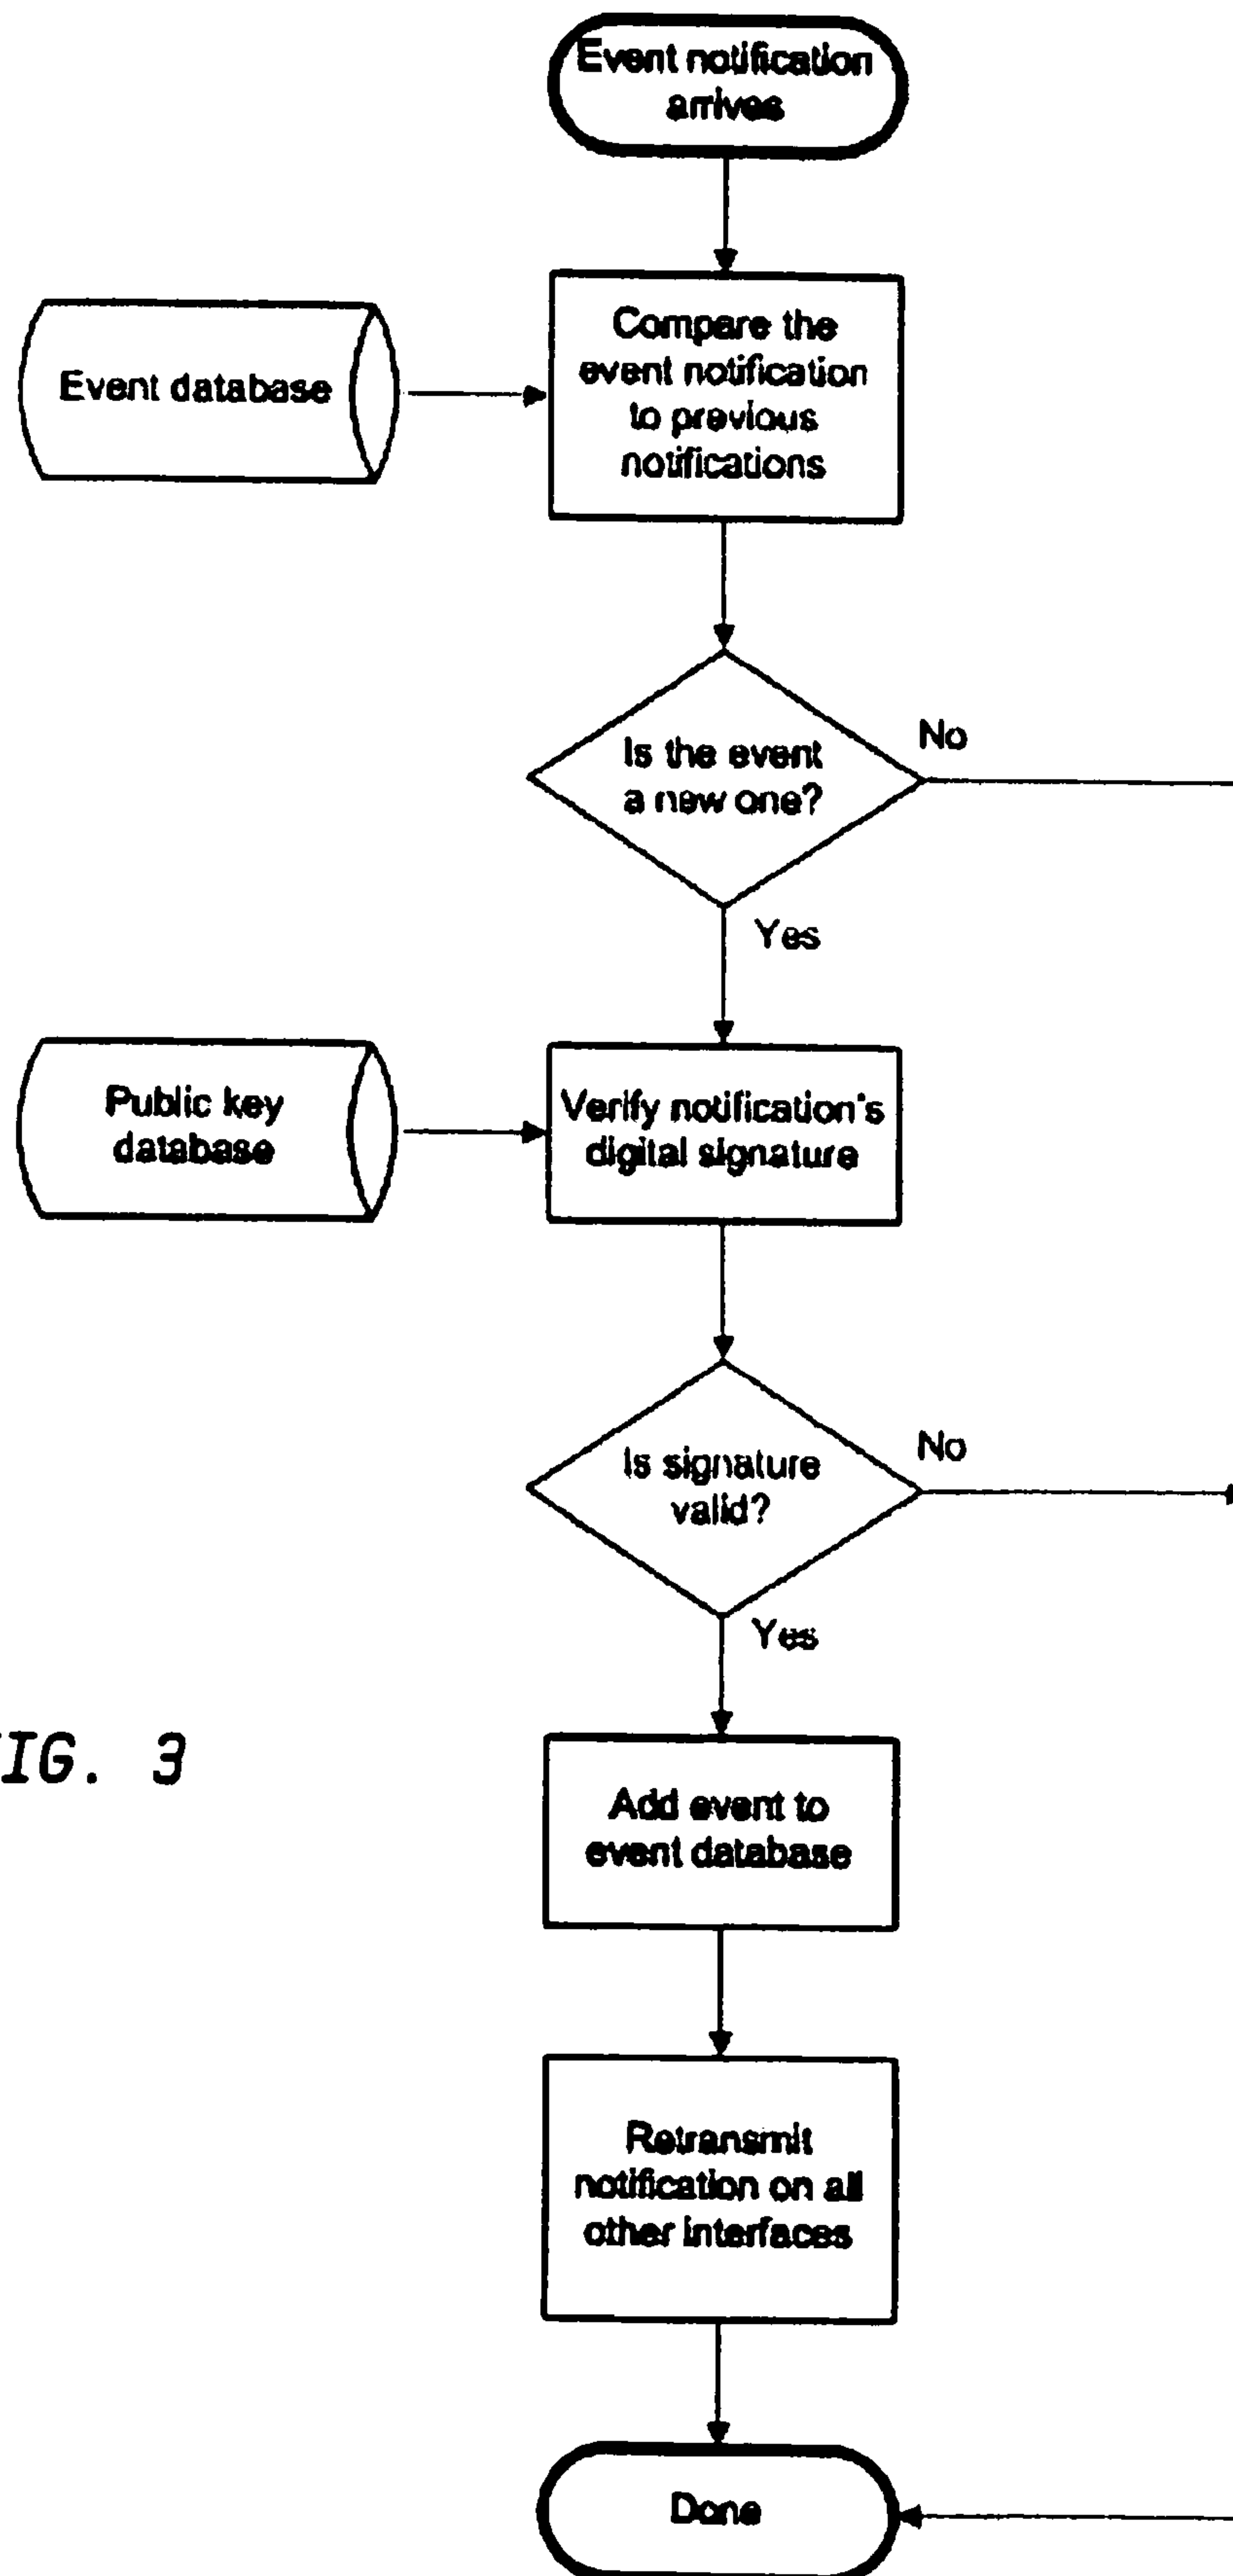 Event notification
arrives
Compare the
event notification
to previous
notifications
Event database
Is the event
a new one?
No
Yes
Public key
database
Verify notification's
digital signature
Is signature
valid?
No
Yes
Add event to
event database
IG. 3
Retransmit
notification on all
other interfaces
Done